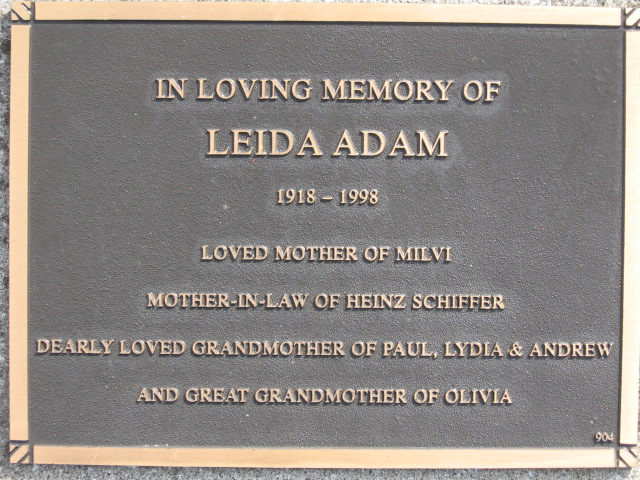 IN LOVING MEMORY OF
LEIDA ADAM
1918 – 1998
LOVED MOTHER OF MILVI
MOTHER-IN-LAW OF HEINZ SCHIFFER
DEARLY LOVED GRANDMOTHER OF PAUL, LYDIA & ANDREW
AND GREAT GRANDMOTHER OF OLIVIA
904